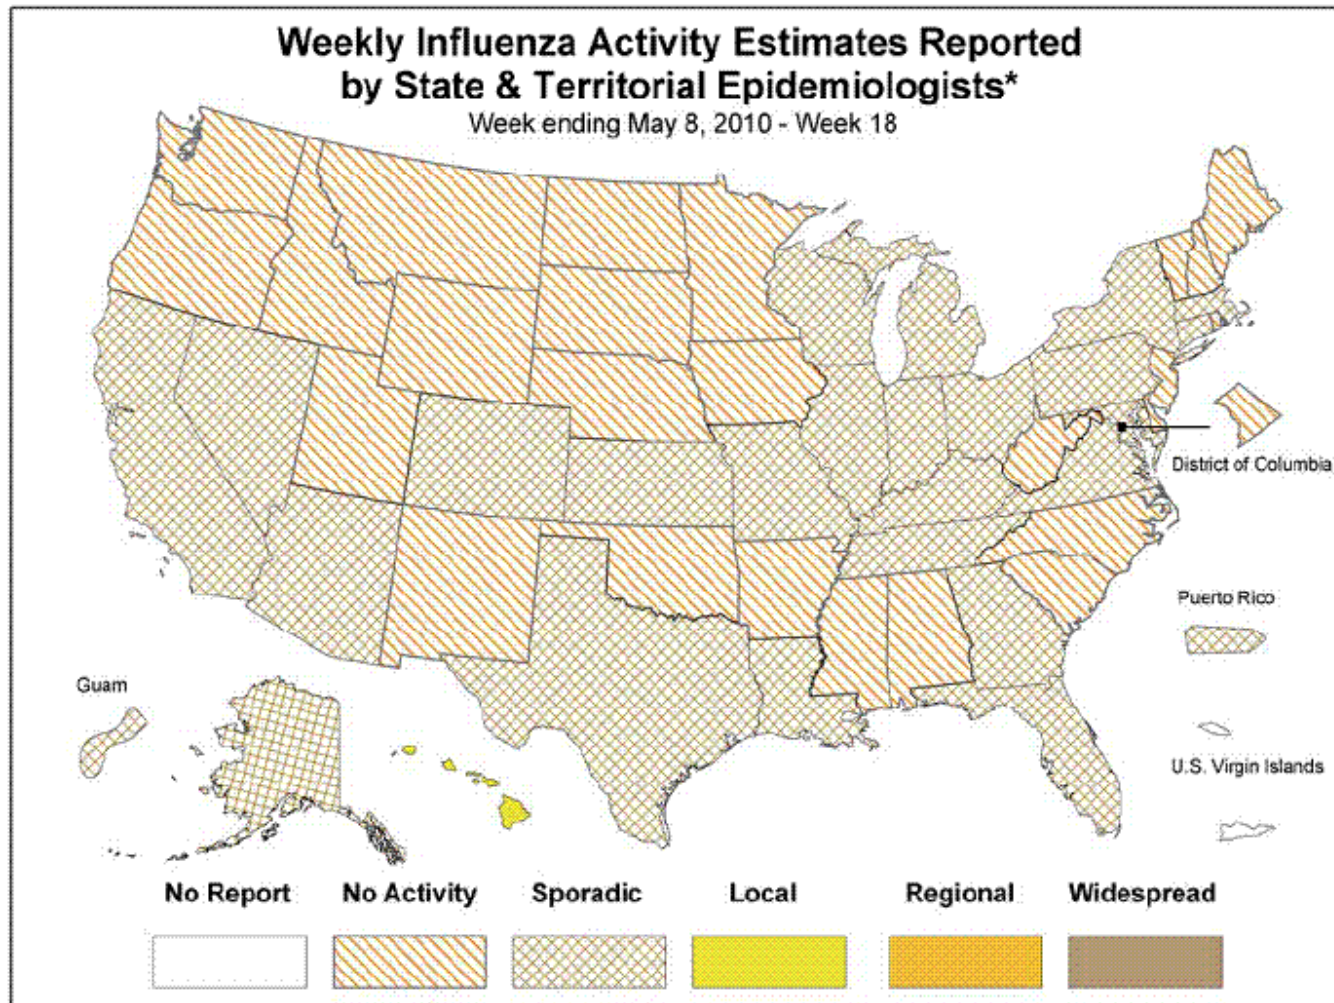 Weekly Influenza Activity Estimates Reported
by State & Territorial Epidemiologists*
Week ending May 8, 2010 - Week 18
District of Columbia
Puerto Rico
Guam
U.S. Virgin Islands
No Report No Activity Sporadic Local Regional Widespread